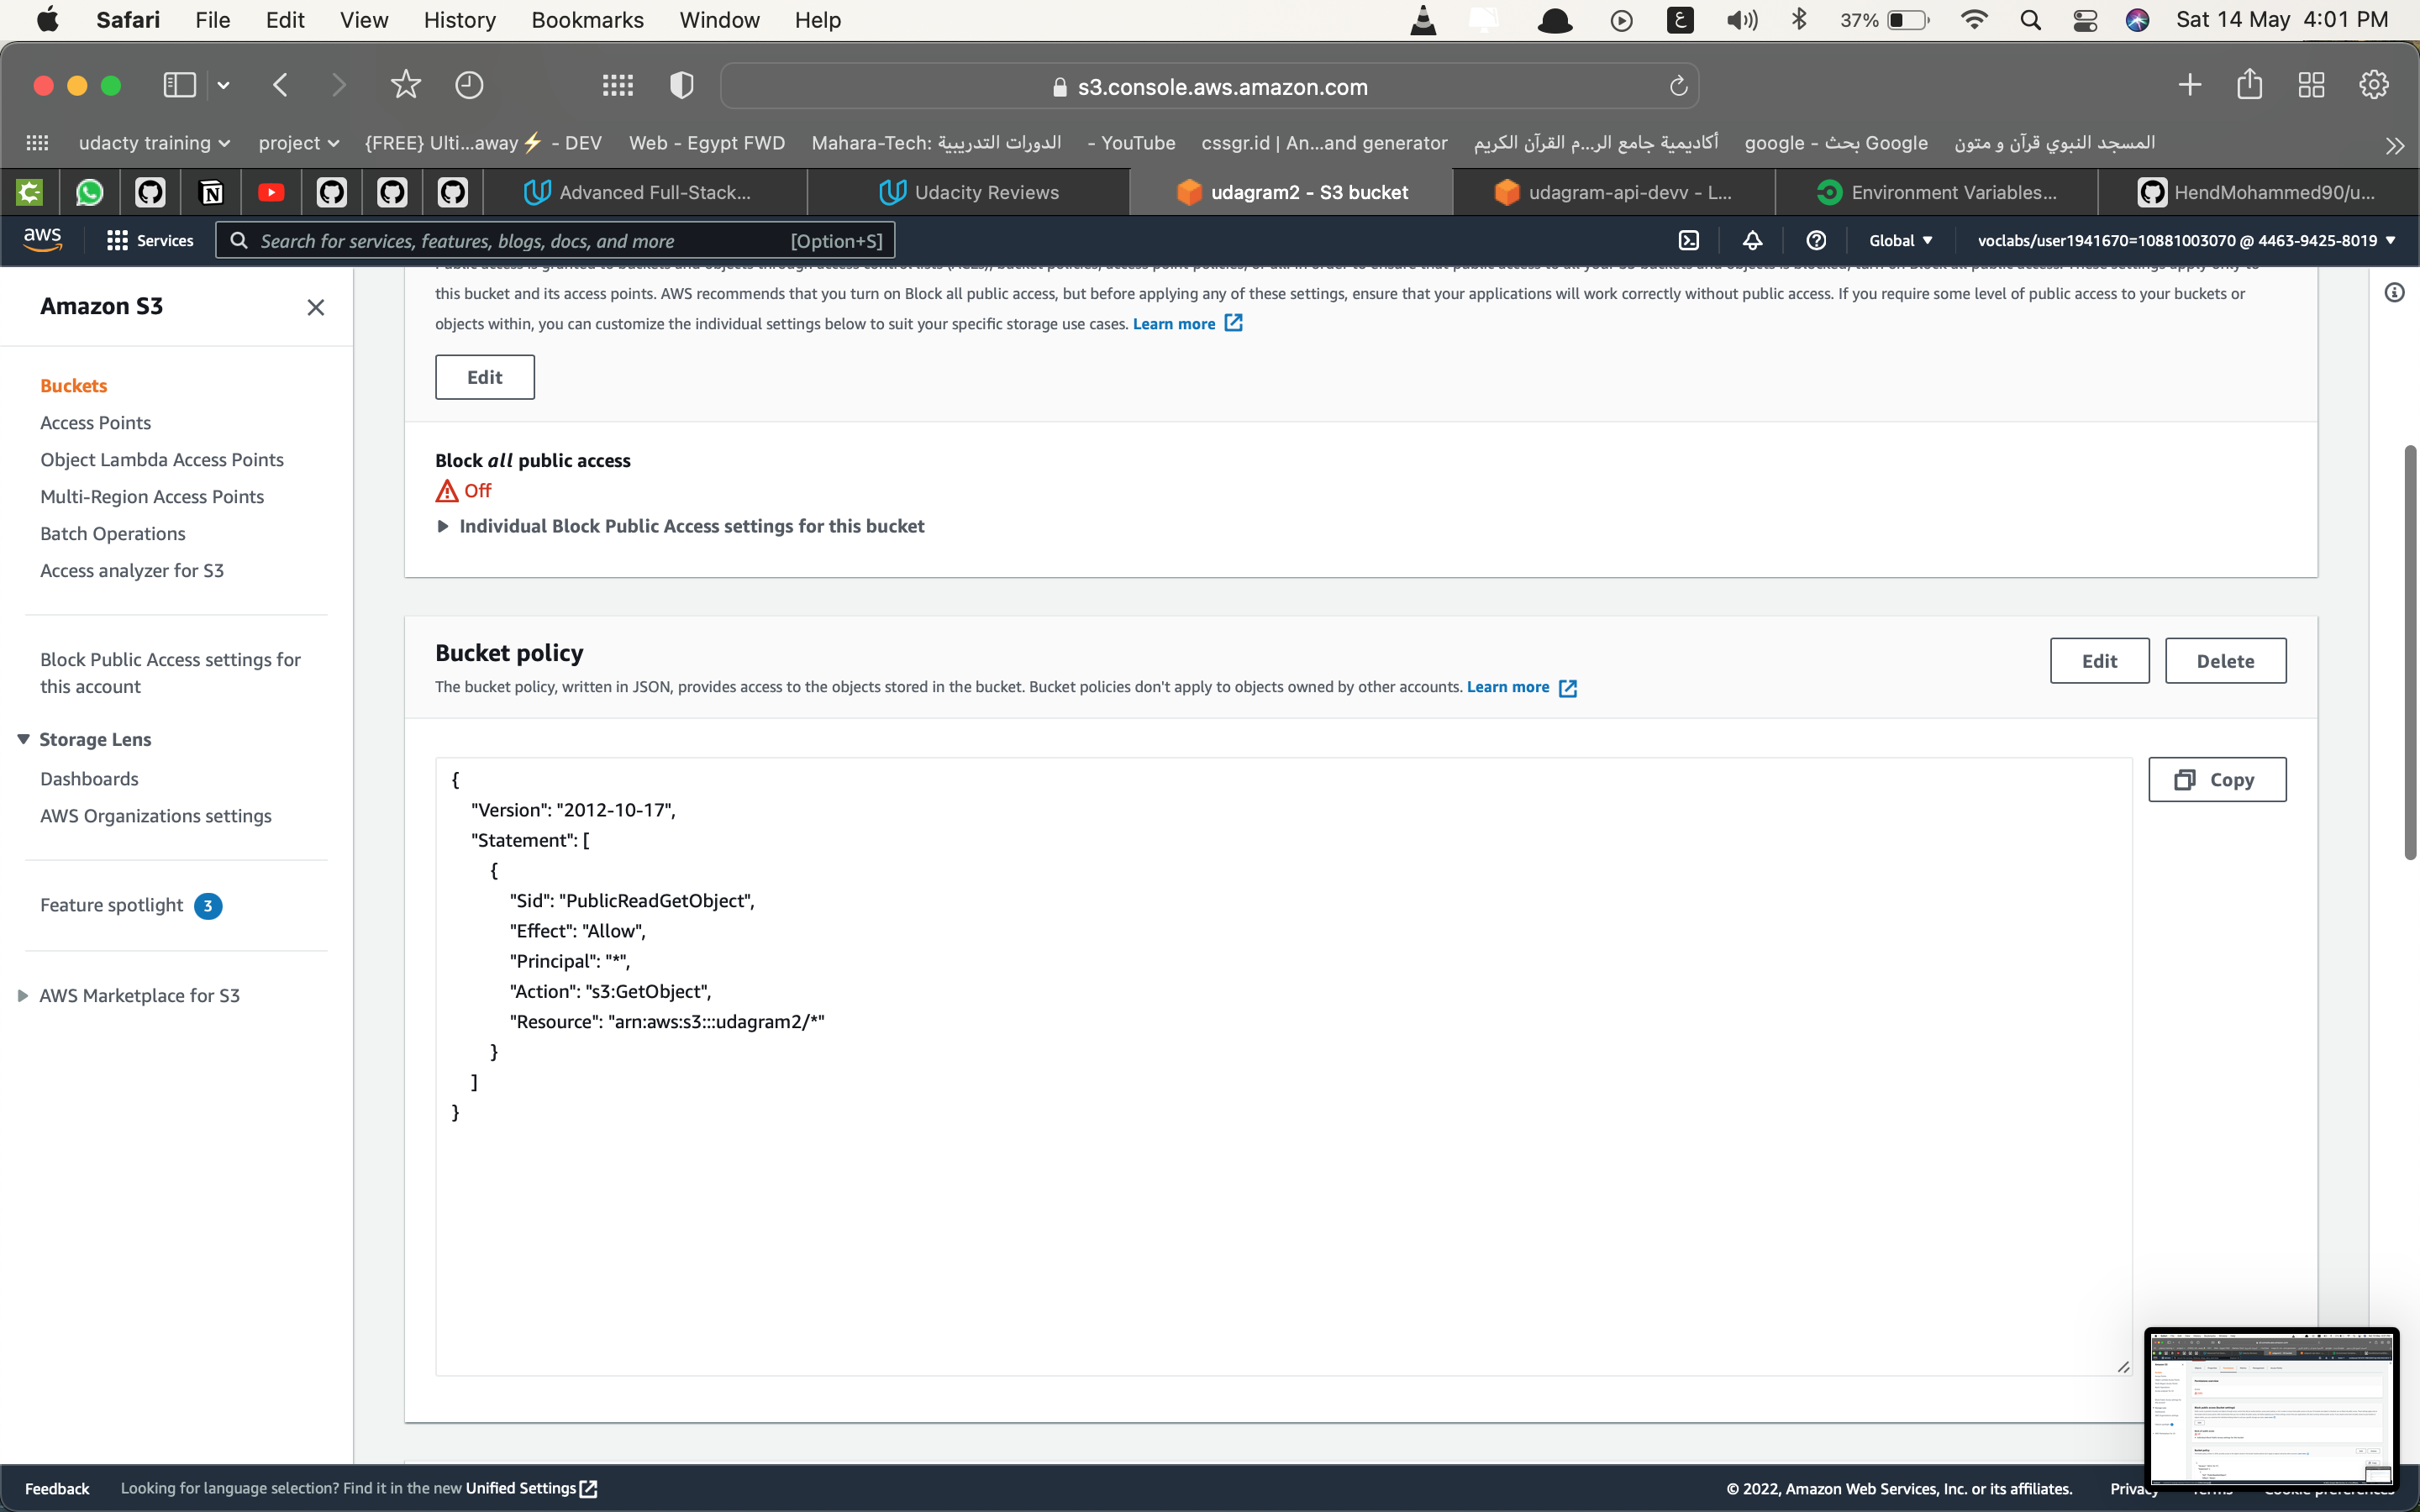 Safari File Edit View History Bookmarks Window Help ع 37% Sat 14 May 4:01 PM
s3.console.aws.amazon.com
udacty training project {FREE} Ulti...away⚡ - DEV Web - Egypt FWD Mahara-Tech: الدورات التدريبية - YouTube cssgr.id | An...and generator أكاديمية جامع الر...م القرآن الكريم google - بحث Google المسجد النبوي قرآن و متون
Advanced Full-Stack... Udacity Reviews udagram2 - S3 bucket udagram-api-devv - L... Environment Variables... HendMohammed90/u...
aws Services Search for services, features, blogs, docs, and more [Option+S] Global voclabs/user1941670=10881003070 @ 4463-9425-8019
Amazon S3
Buckets
Access Points
Object Lambda Access Points
Multi-Region Access Points
Batch Operations
Access analyzer for S3
Block Public Access settings for
this account
Storage Lens
Dashboards
AWS Organizations settings
Feature spotlight 3
AWS Marketplace for S3
this bucket and its access points. AWS recommends that you turn on Block all public access, but before applying any of these settings, ensure that your applications will work correctly without public access. If you require some level of public access to your buckets or
objects within, you can customize the individual settings below to suit your specific storage use cases. Learn more
Edit
Block all public access
Off
Individual Block Public Access settings for this bucket
Bucket policy
Edit Delete
The bucket policy, written in JSON, provides access to the objects stored in the bucket. Bucket policies don't apply to objects owned by other accounts. Learn more
Copy
{
"Version": "2012-10-17",
"Statement": [
{
"Sid": "PublicReadGetObject",
"Effect": "Allow",
"Principal": "*",
"Action": "s3:GetObject",
"Resource": "arn:aws:s3:::udagram2/*"
}
]
}
Feedback Looking for language selection? Find it in the new Unified Settings © 2022, Amazon Web Services, Inc. or its affiliates. Privacy